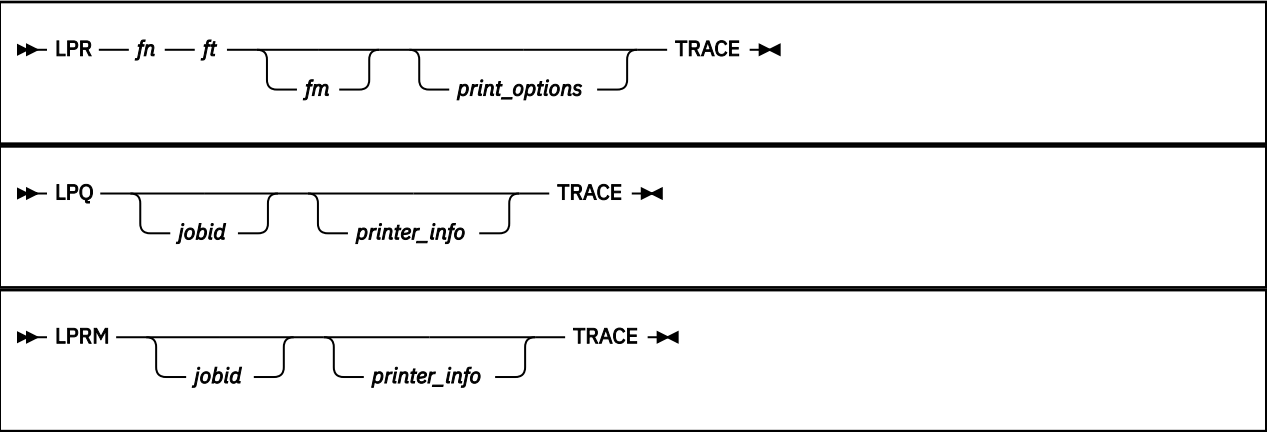 LPR fn ft TRACE
fm print_options
LPQ TRACE
jobid printer_info
LPRM TRACE
jobid printer_info